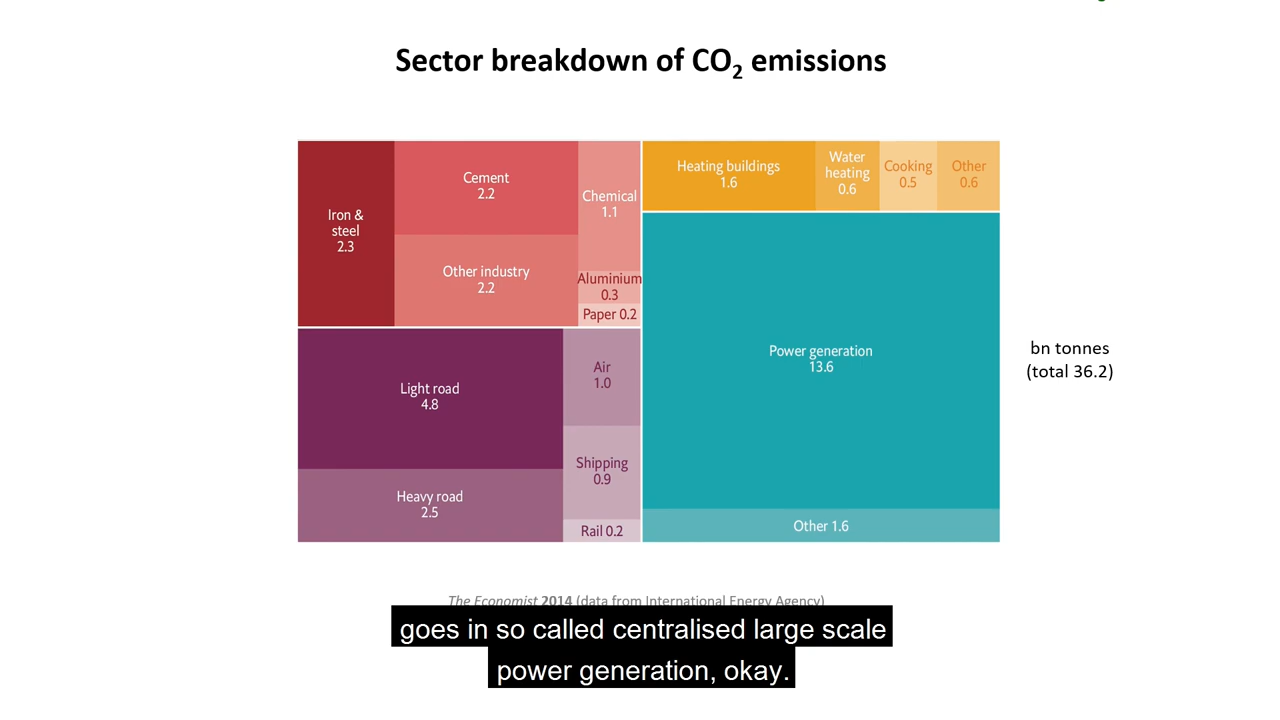 Sector breakdown of CO₂ emissions
Iron &
steel
2.3
Cement
2.2
Other industry
2.2
Chemical
1.1
Aluminium
0.3
Paper 0.2
Heating buildings
1.6
Water
heating
0.6
Cooking
0.5
Other
0.6
Light road
4.8
Heavy road
2.5
Air
1.0
Shipping
0.9
Rail 0.2
Power generation
13.6
Other 1.6
bn tonnes
(total 36.2)
The Economist 2014 (data from International Energy Agency)
goes in so called centralised large scale
power generation, okay.